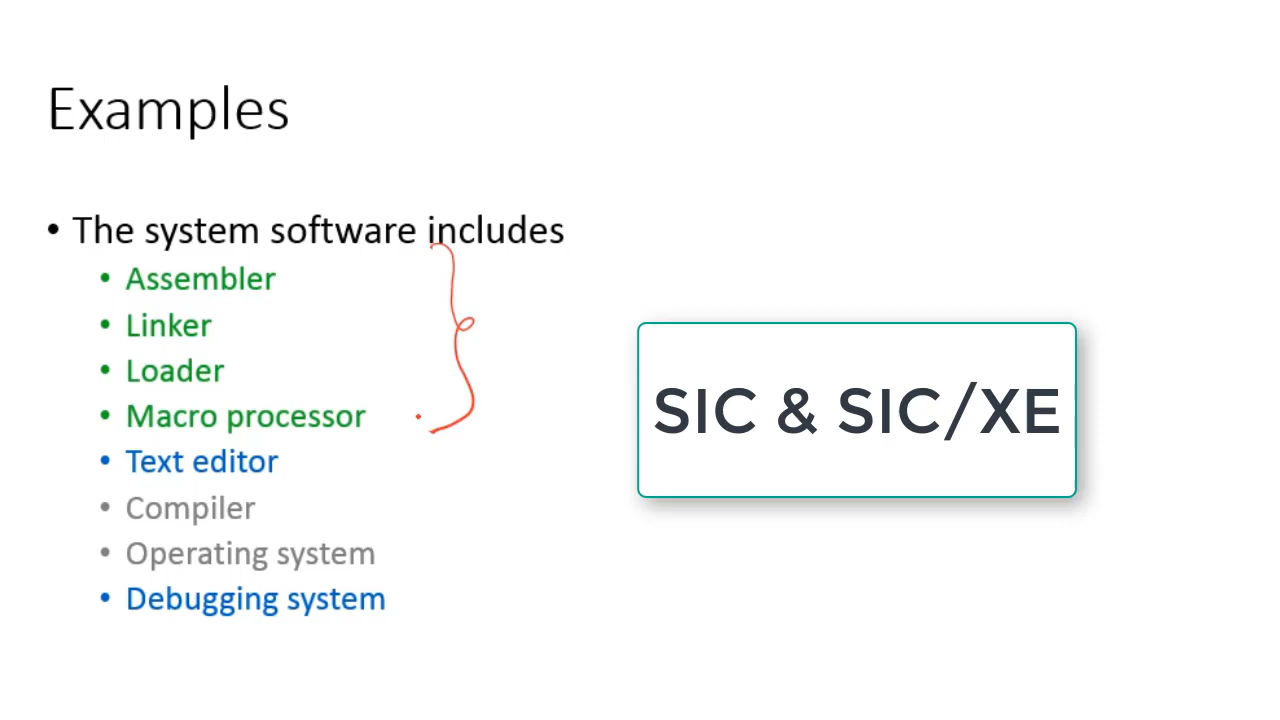 Examples
• The system software includes
• Assembler
• Linker
• Loader
• Macro processor
• Text editor
• Compiler
• Operating system
• Debugging system
SIC & SIC/XE